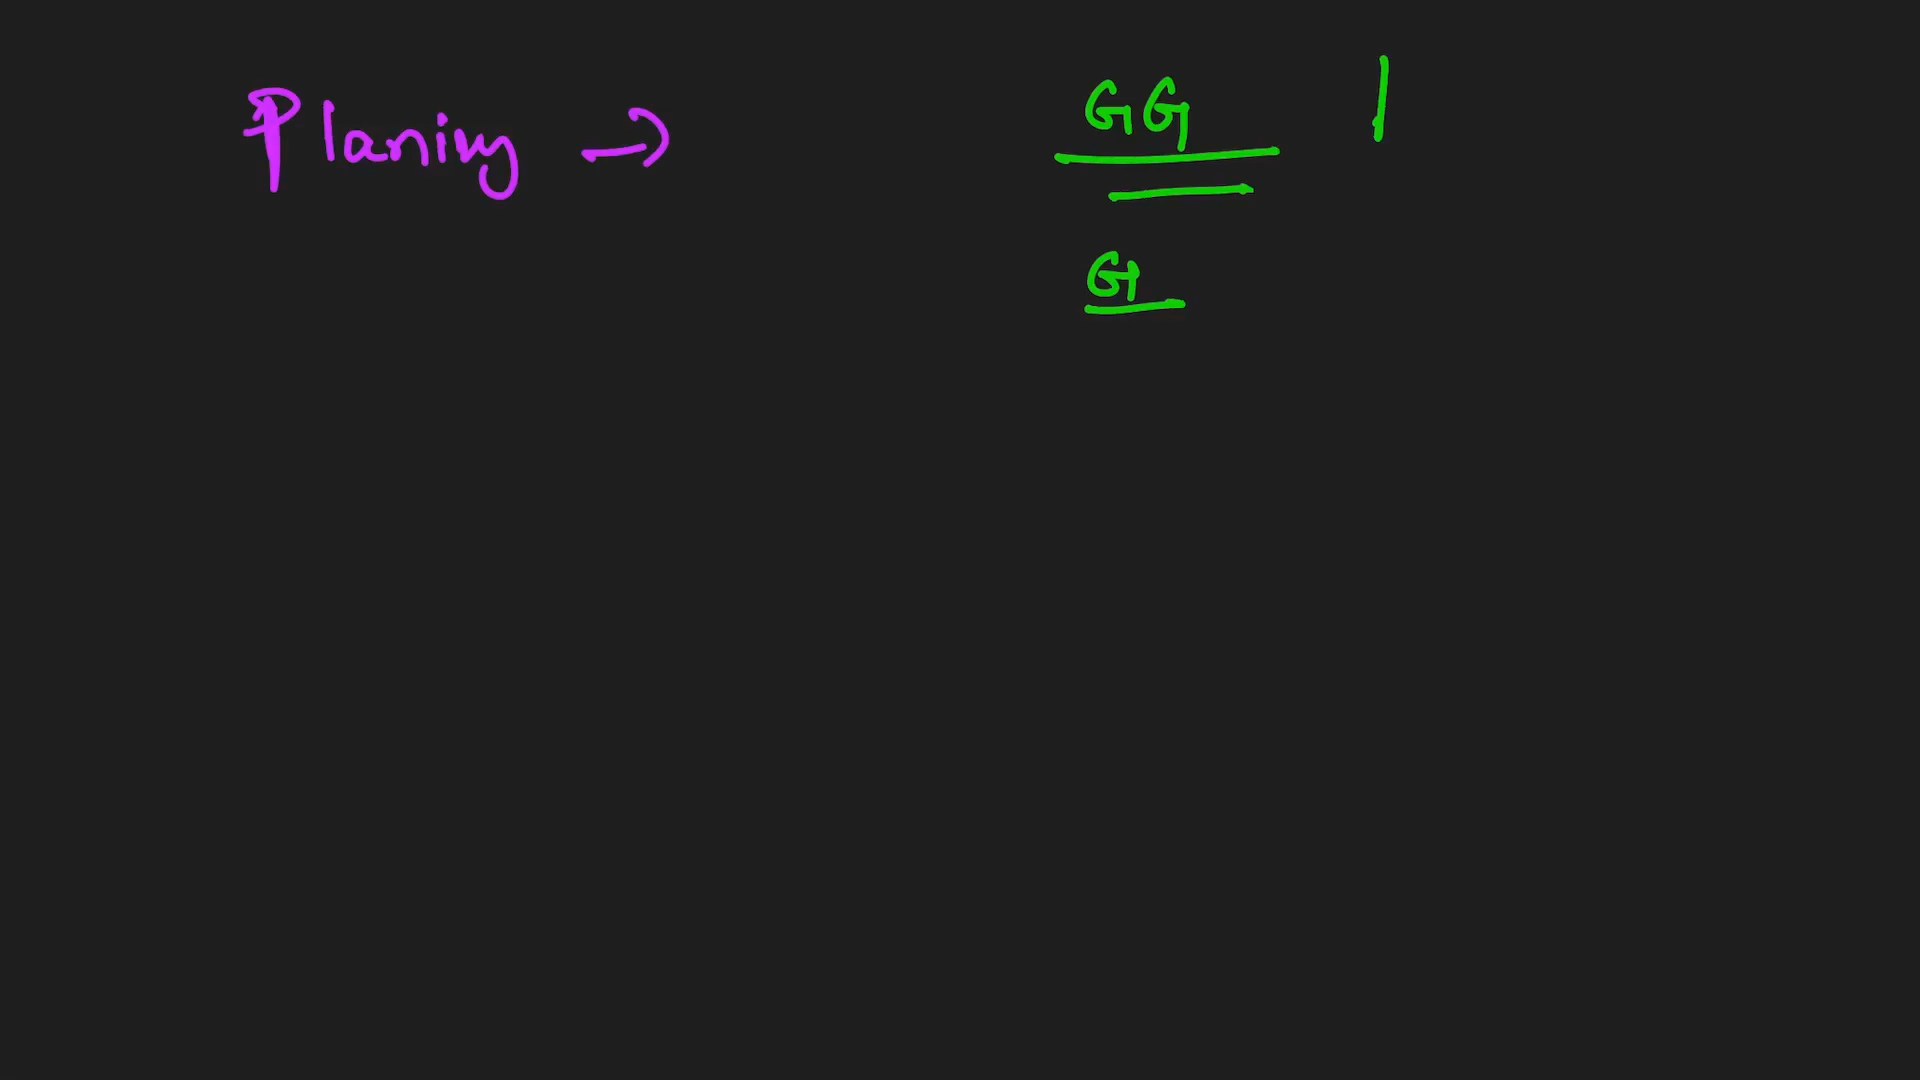 Planing → GG |
G